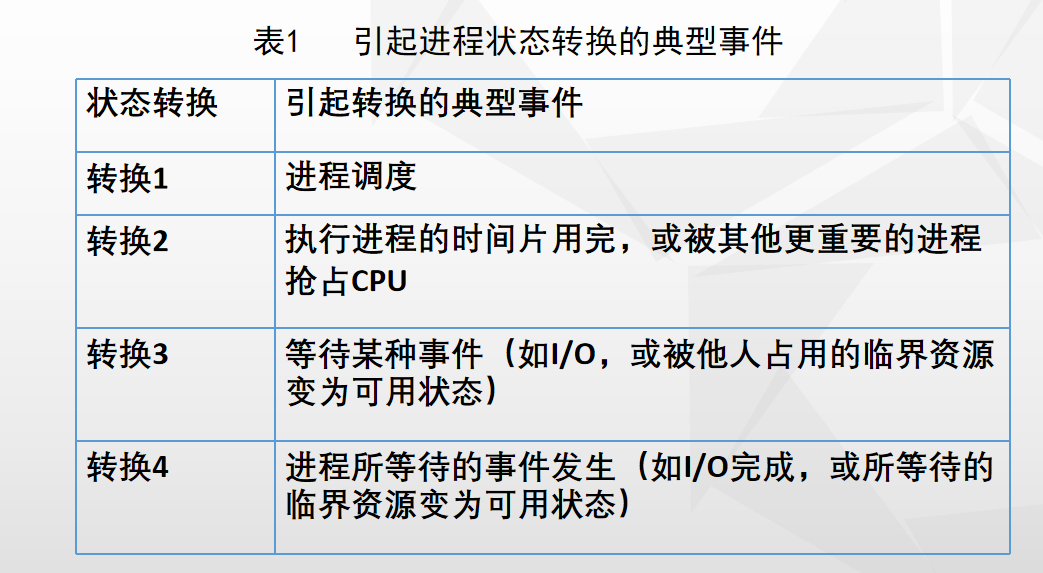 表1 引起进程状态转换的典型事件
状态转换 引起转换的典型事件
转换1 进程调度
转换2 执行进程的时间片用完，或被其他更重要的进程
抢占CPU
转换3 等待某种事件（如I/O，或被他人占用的临界资源
变为可用状态）
转换4 进程所等待的事件发生（如I/O完成，或所等待的
临界资源变为可用状态）